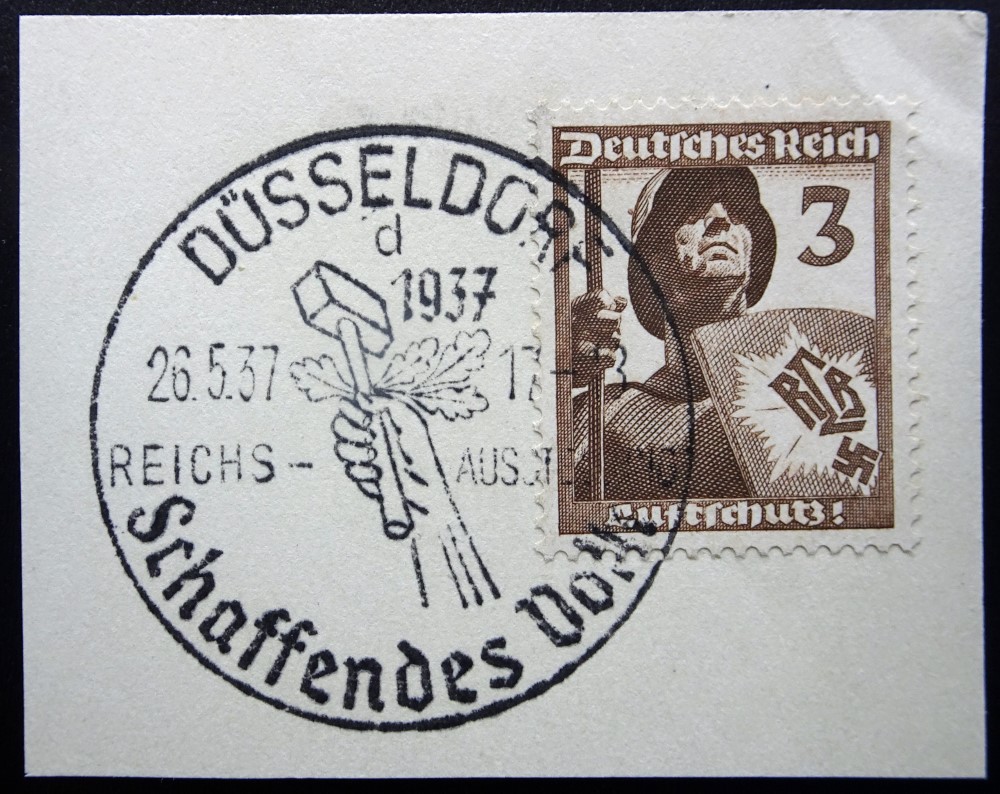 DÜSSELDORF
d
1937
26.5.37
REICHS-
Schaffendes Volk
Deutsches Reich
3
RLB
Luftschutz!